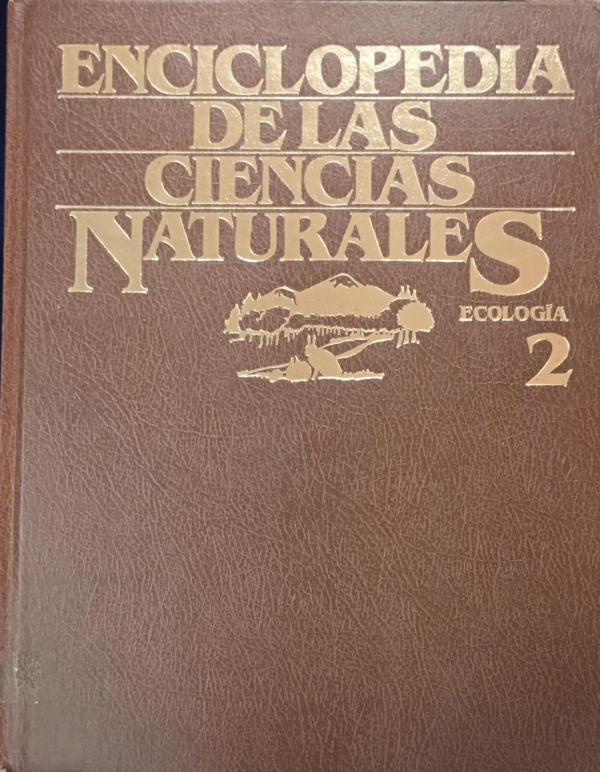 ENCICLOPEDIA
DE LAS
CIENCIAS
NATURALES
ECOLOGÍA
2